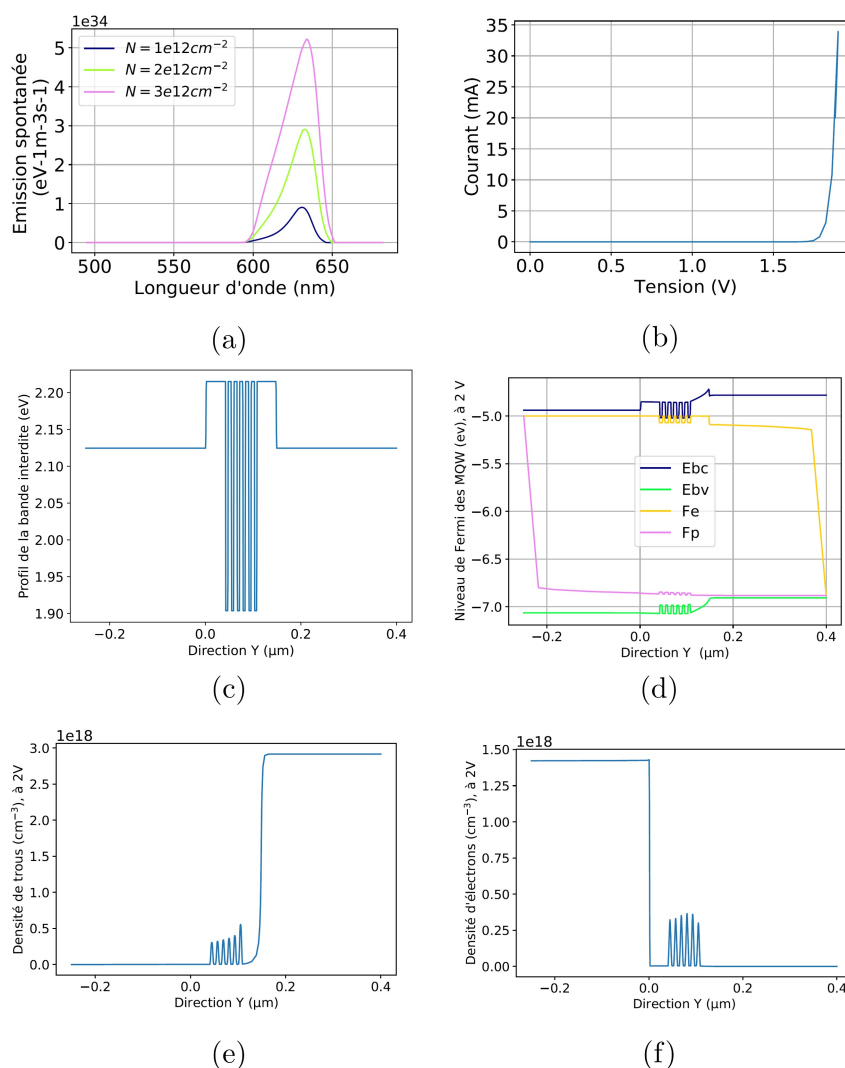 1e34
N = 1e12cm⁻²
N = 2e12cm⁻²
N = 3e12cm⁻²
Emission spontanée
(eV-1m-3s-1)
5
4
3
2
1
0
500 550 600 650
Longueur d'onde (nm)
(a)
Courant (mA)
35
30
25
20
15
10
5
0
0.0 0.5 1.0 1.5
Tension (V)
(b)
Profil de la bande interdite (eV)
2.20
2.15
2.10
2.05
2.00
1.95
1.90
−0.2 0.0 0.2 0.4
Direction Y (μm)
(c)
Niveau de Fermi des MQW (ev), à 2 V
−5.0
−5.5
−6.0
−6.5
−7.0
Ebc
Ebv
Fe
Fp
−0.2 0.0 0.2 0.4
Direction Y (μm)
(d)
1e18
Densité de trous (cm⁻³), à 2V
3.0
2.5
2.0
1.5
1.0
0.5
0.0
−0.2 0.0 0.2 0.4
Direction Y (μm)
(e)
1e18
Densité d'électrons (cm⁻³), à 2V
1.50
1.25
1.00
0.75
0.50
0.25
0.00
−0.2 0.0 0.2 0.4
Direction Y (μm)
(f)